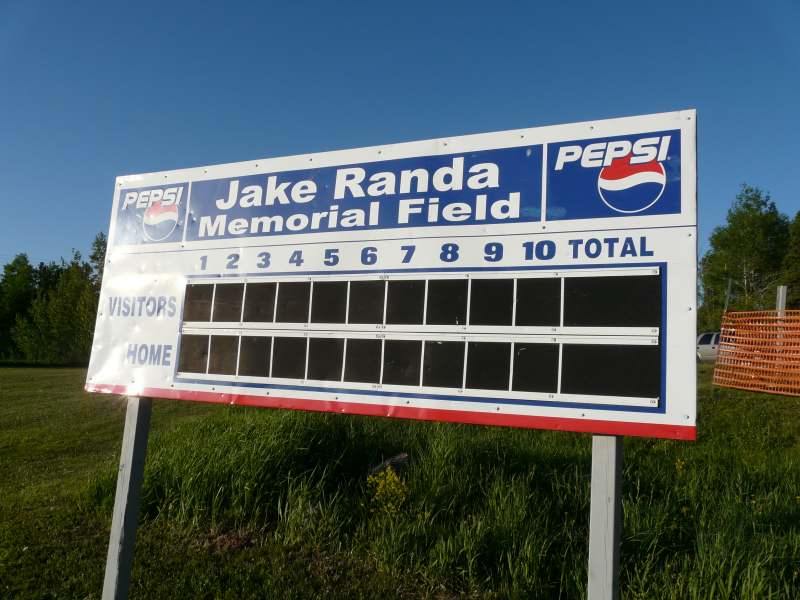 PEPSI
Jake Randa
Memorial Field
PEPSI
1 2 3 4 5 6 7 8 9 10 TOTAL
VISITORS
HOME